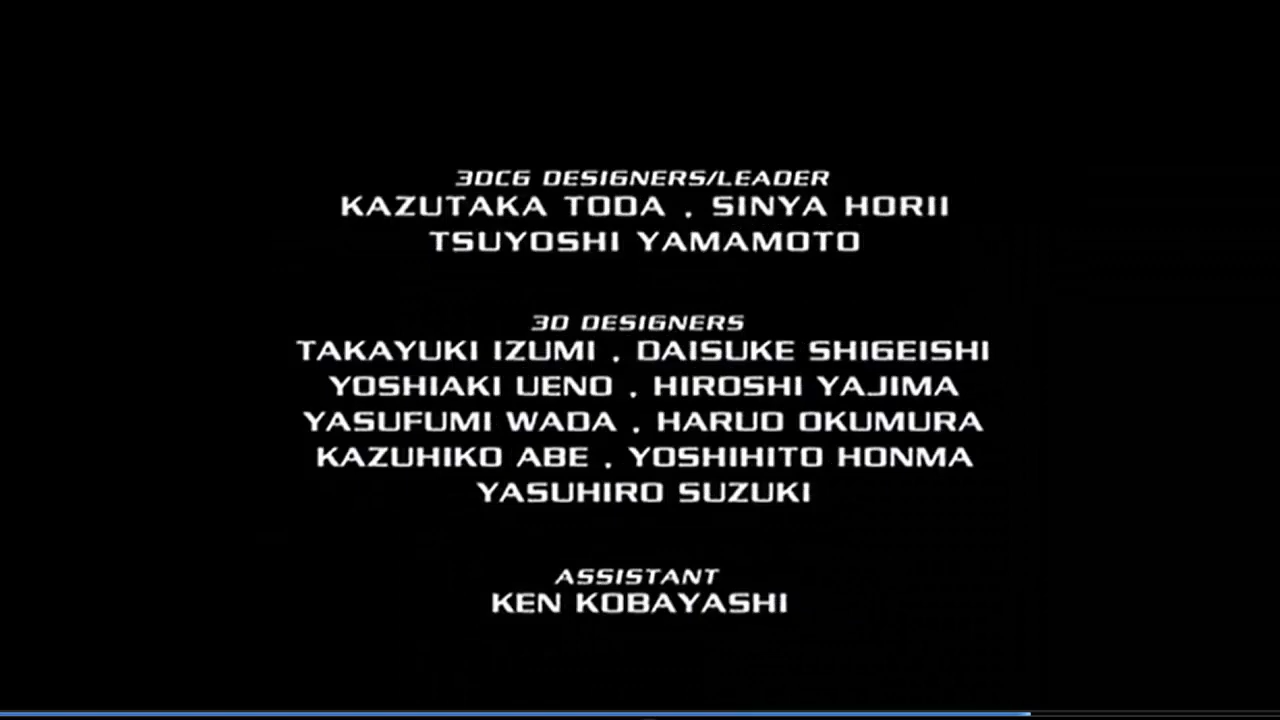 3DCG DESIGNERS/LEADER
KAZUTAKA TODA . SINYA HORII
TSUYOSHI YAMAMOTO
3D DESIGNERS
TAKAYUKI IZUMI . DAISUKE SHIGEISHI
YOSHIAKI UENO . HIROSHI YAJIMA
YASUFUMI WADA . HARUO OKUMURA
KAZUHIKO ABE . YOSHIHITO HONMA
YASUHIRO SUZUKI
ASSISTANT
KEN KOBAYASHI